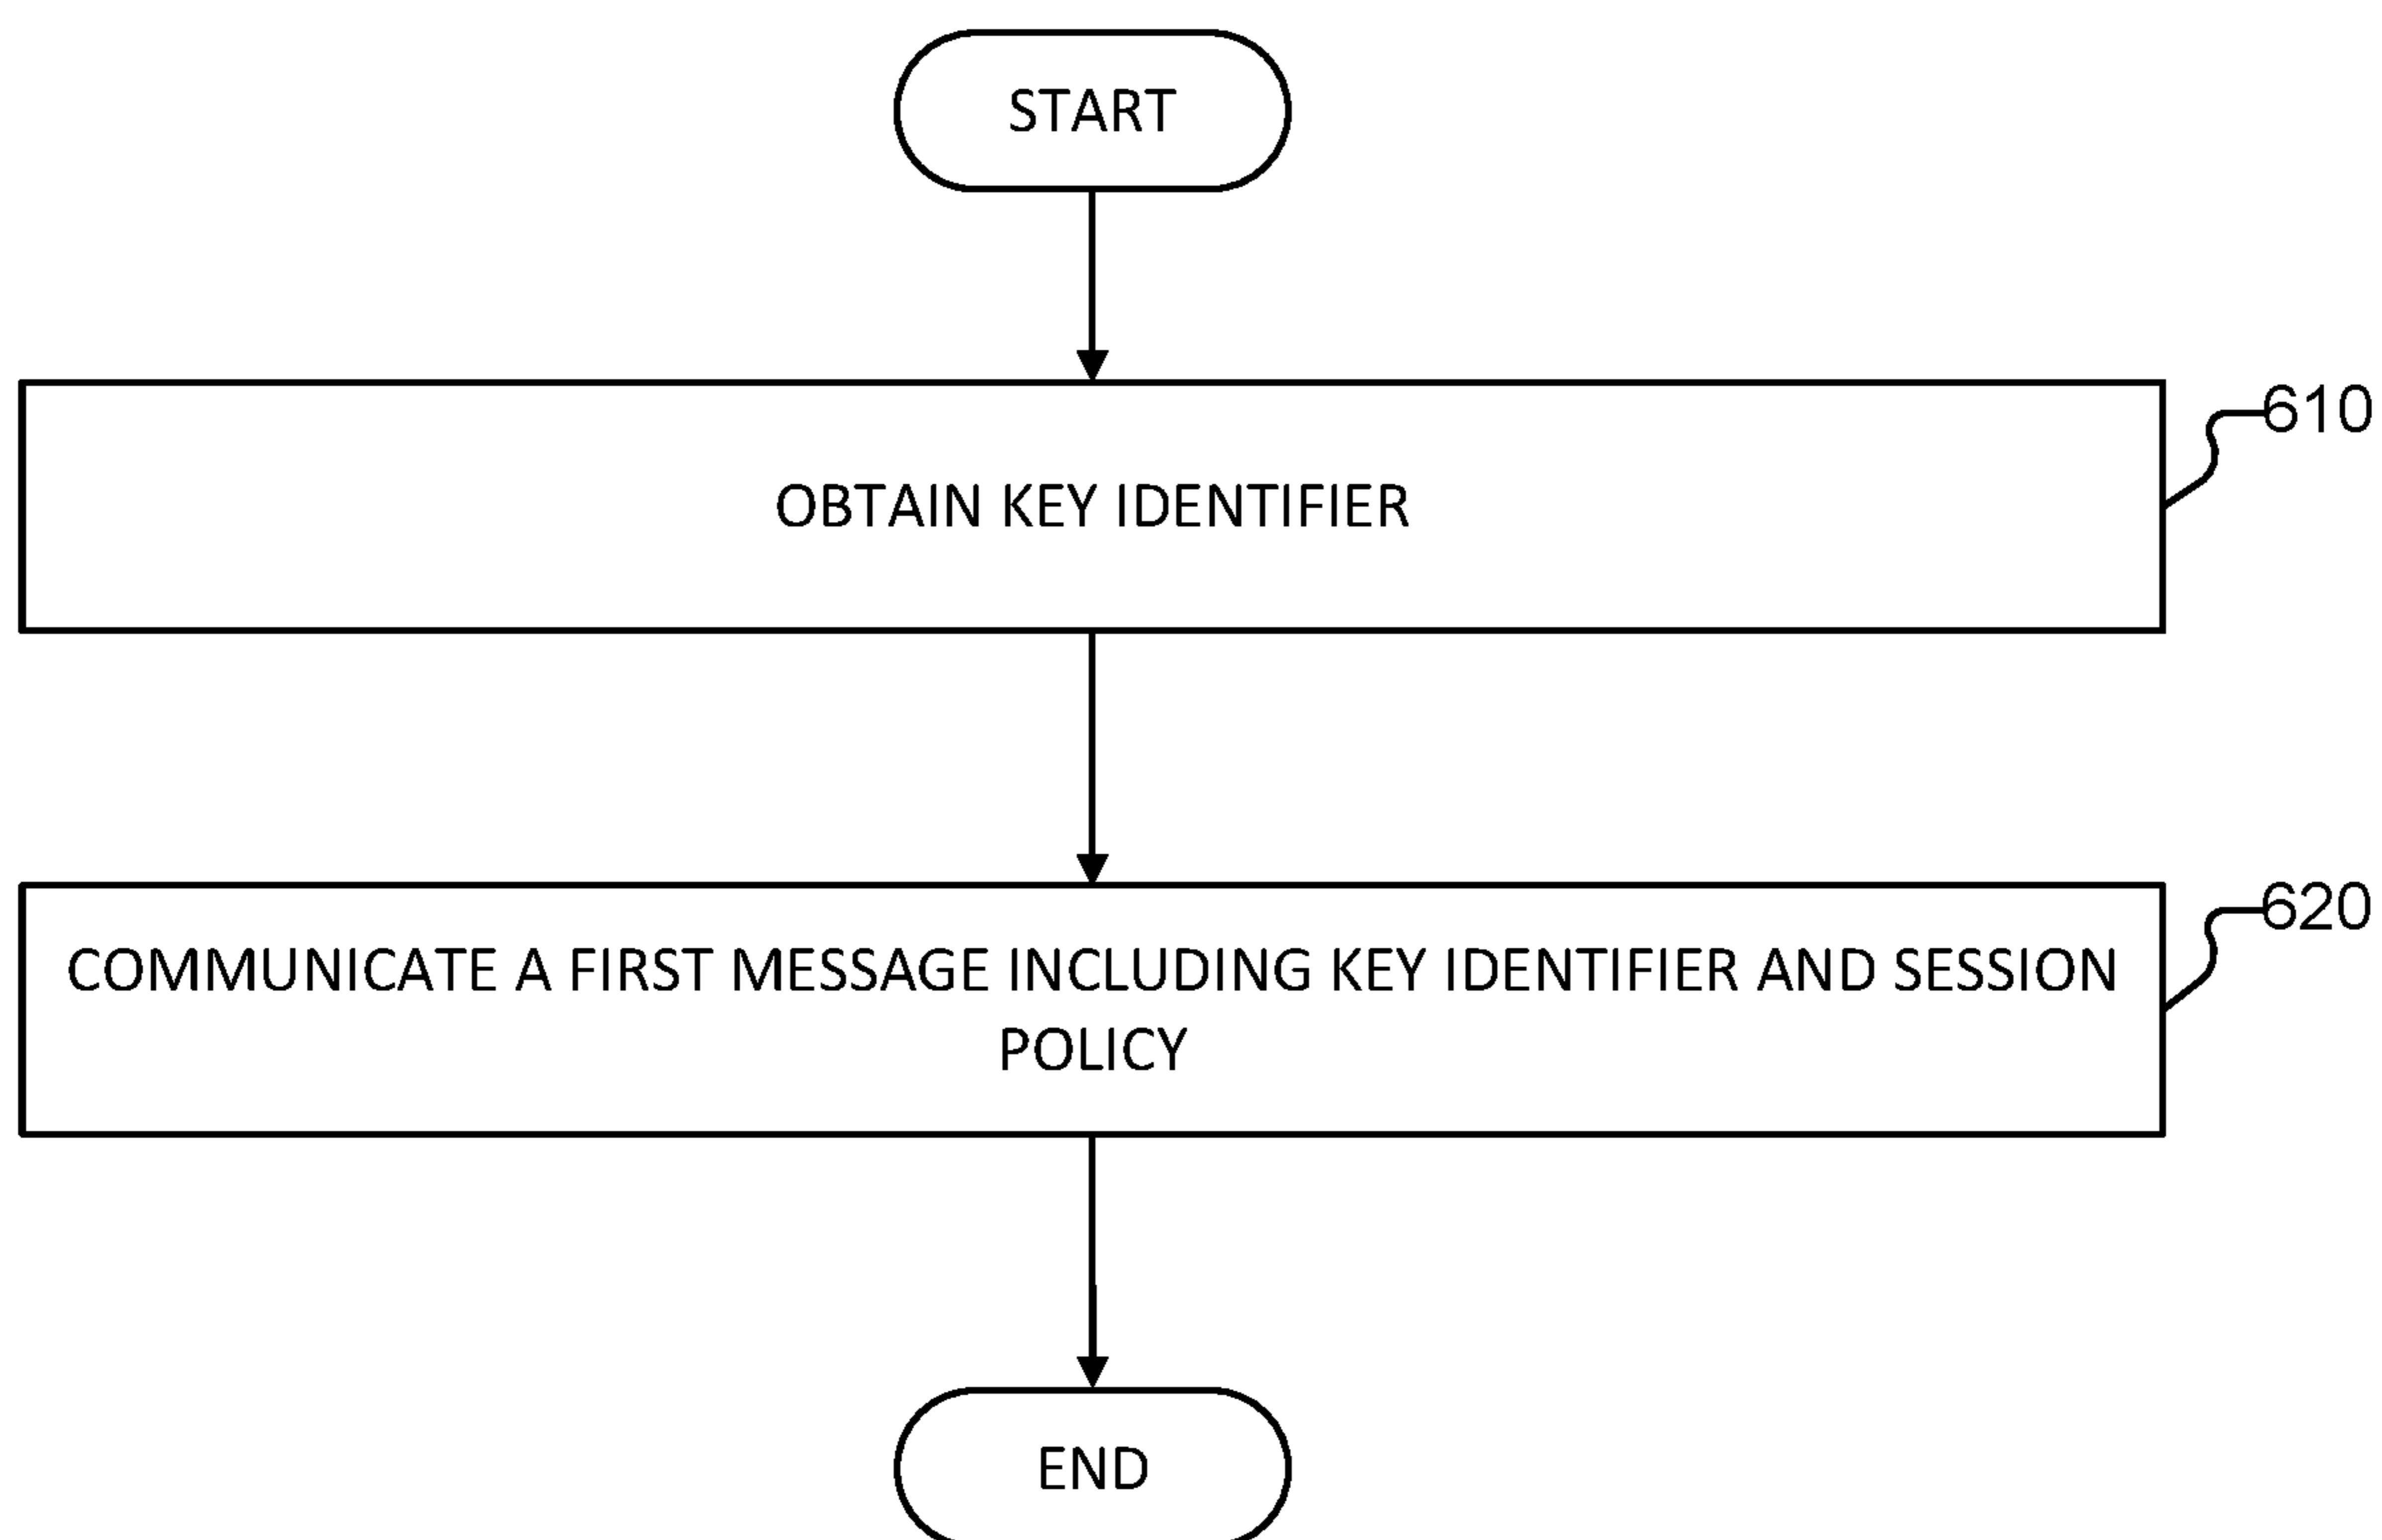 START
610
OBTAIN KEY IDENTIFIER
620
COMMUNICATE A FIRST MESSAGE INCLUDING KEY IDENTIFIER AND SESSION
POLICY
END